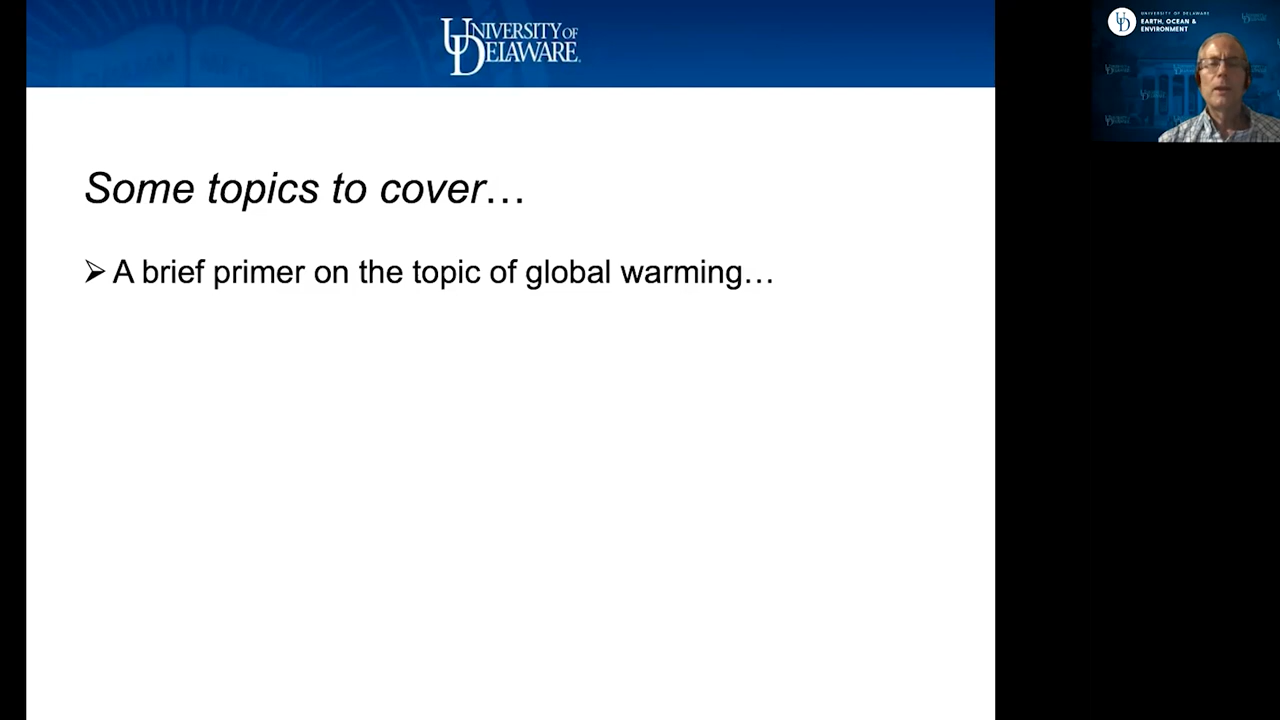 UNIVERSITY OF
DELAWARE
UNIVERSITY OF DELAWARE
EARTH, OCEAN &
ENVIRONMENT
UD
Some topics to cover…
➢ A brief primer on the topic of global warming…